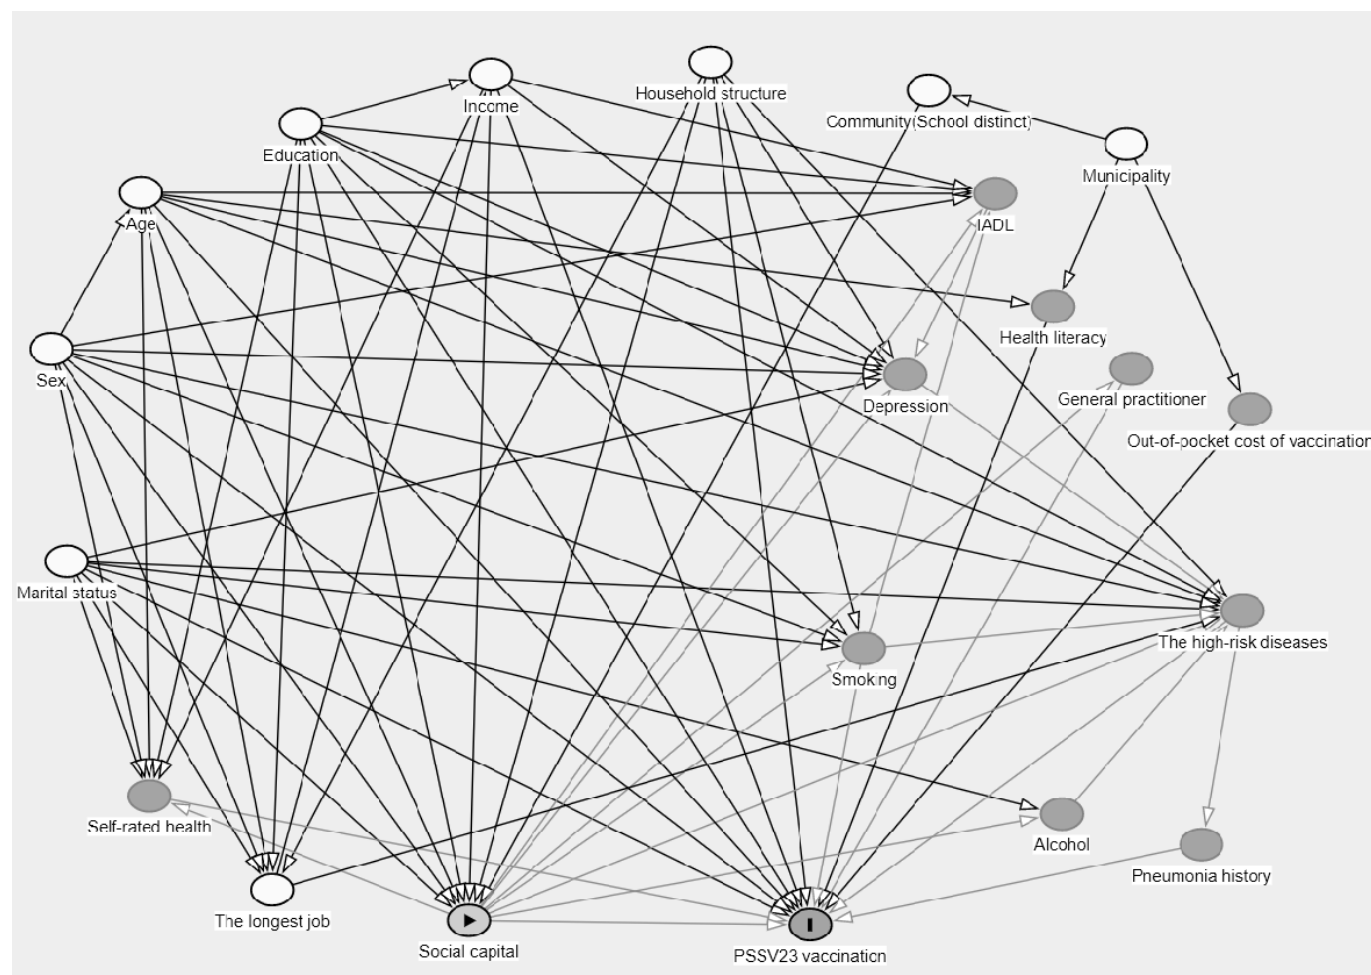 Household structure
Income
Community(School distinct)
Education
Municipality
Age
IADL
Health literacy
Sex
General practitioner
Depression
Out-of-pocket cost of vaccination
Marital status
The high-risk diseases
Smoking
Self-rated health
Alcohol
Pneumonia history
The longest job
Social capital
PSSV23 vaccination